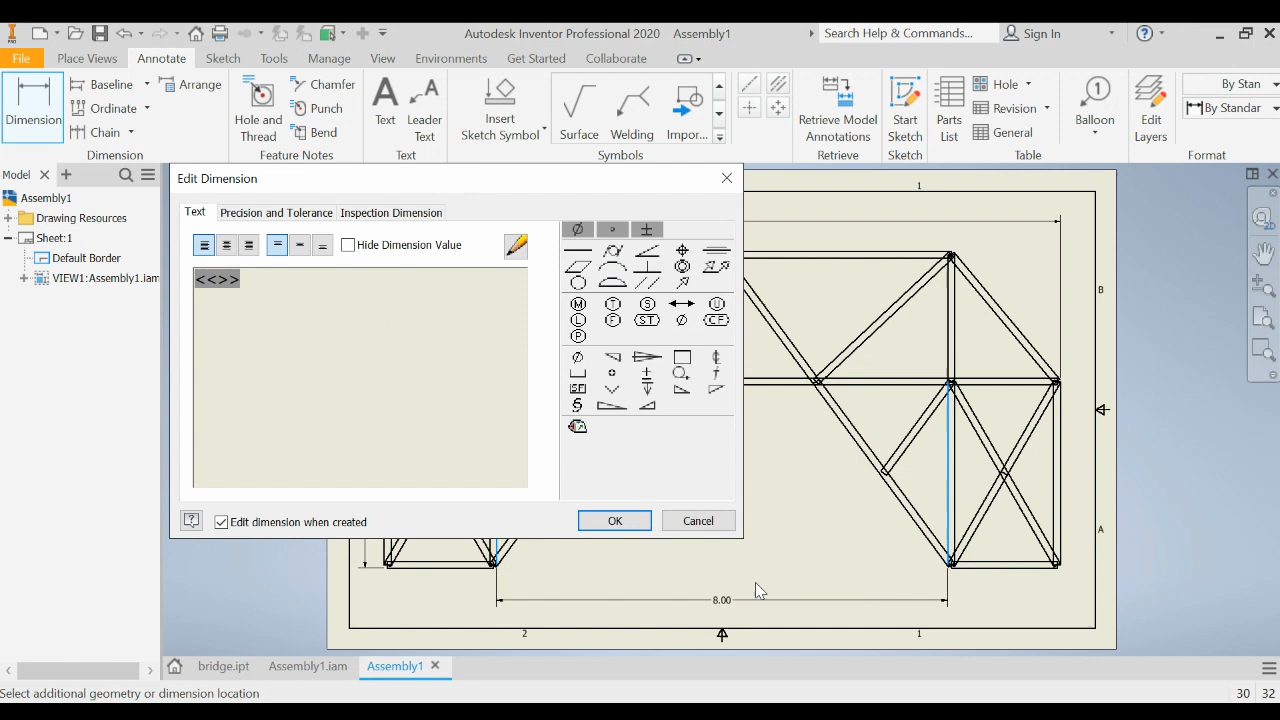 Autodesk Inventor Professional 2020 Assembly1
Search Help & Commands...
Sign In
File Place Views Annotate Sketch Tools Manage View Environments Get Started Collaborate
Dimension
Baseline
Ordinate
Chain
Arrange
Dimension
Hole and Thread
Chamfer
Punch
Bend
Feature Notes
Text
Leader Text
Text
Insert Sketch Symbol
Surface
Welding
Impor...
Symbols
Retrieve Model Annotations
Retrieve
Start Sketch
Sketch
Parts List
Hole
Revision
General
Table
Balloon
Edit Layers
By Stan
By Standar
Format
Model
Assembly1
Drawing Resources
Sheet:1
Default Border
VIEW1:Assembly1.iam
Edit Dimension
Text Precision and Tolerance Inspection Dimension
Hide Dimension Value
<<>>
M T S U
L F ST CF
P
SF
Edit dimension when created
OK Cancel
1
B
A
8.00
2 1
bridge.ipt Assembly1.iam Assembly1
Select additional geometry or dimension location
30 32